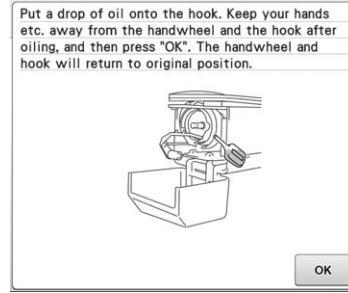 Put a drop of oil onto the hook. Keep your hands
etc. away from the handwheel and the hook after
oiling, and then press "OK". The handwheel and
hook will return to original position.
OK